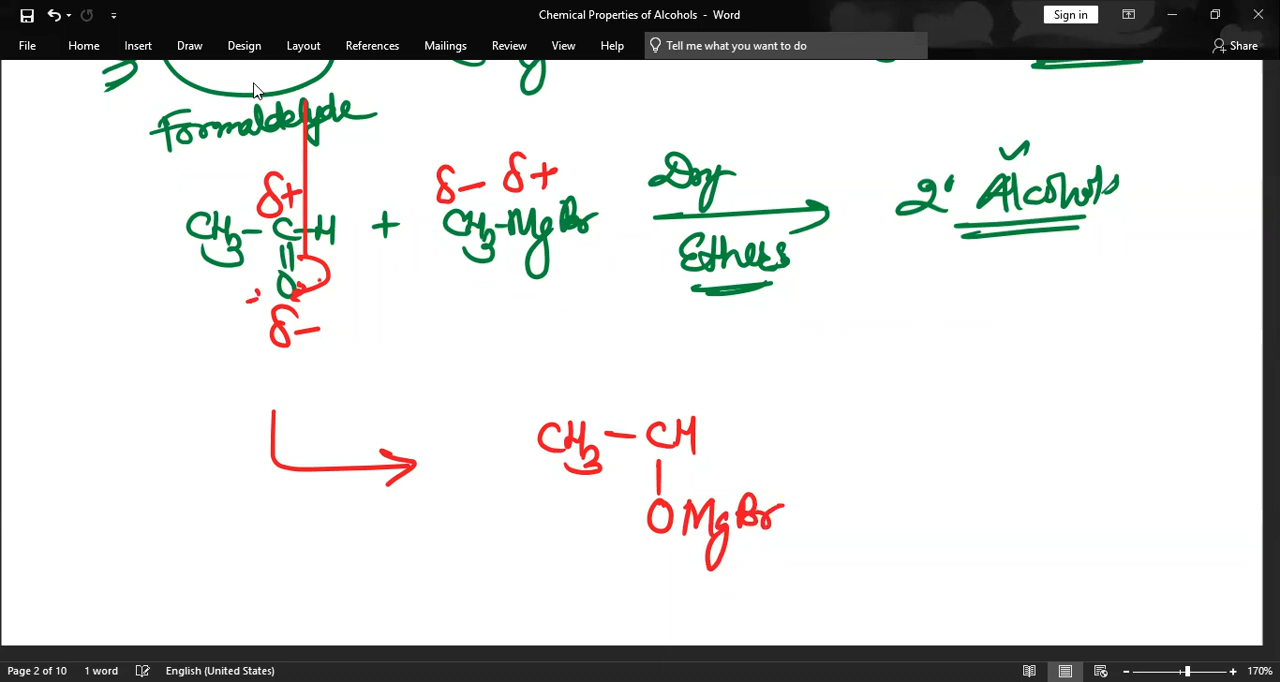 Chemical Properties of Alcohols - Word
Sign in
File Home Insert Draw Design Layout References Mailings Review View Help Tell me what you want to do Share
Formaldelyde
δ+ δ- δ+ Dry
CH3-C-H + CH3-MgBr 2° Alcohols
Ethers
O
δ-
CH3-CH
OMgBr
Page 2 of 10 1 word English (United States) 170%